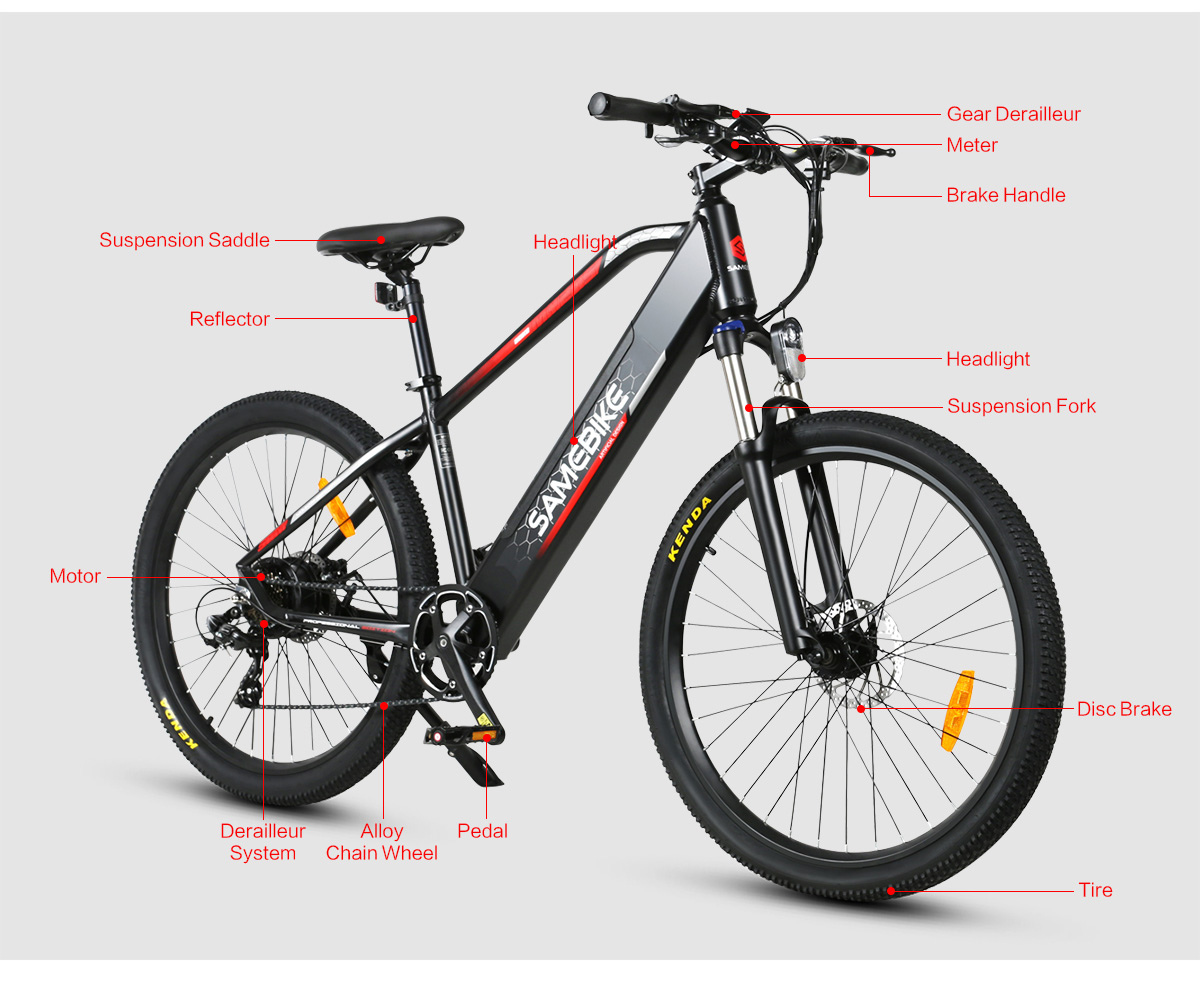 Gear Derailleur
Meter
Brake Handle
Suspension Saddle
Headlight
Reflector
Headlight
Suspension Fork
SAMEBIKE
KENDA
Motor
PROFESSIONAL
Disc Brake
KENDA
Derailleur
System
Alloy
Chain Wheel
Pedal
Tire